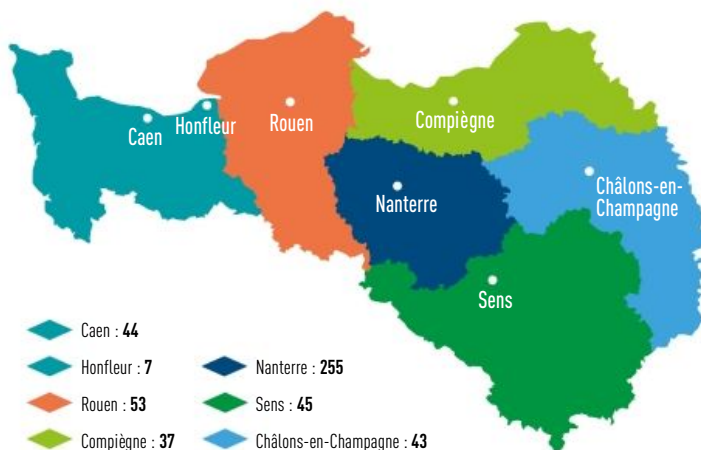 Caen
Honfleur
Rouen
Compiègne
Nanterre
Châlons-en-
Champagne
Sens
Caen : 44
Honfleur : 7
Rouen : 53
Compiègne : 37
Nanterre : 255
Sens : 45
Châlons-en-Champagne : 43